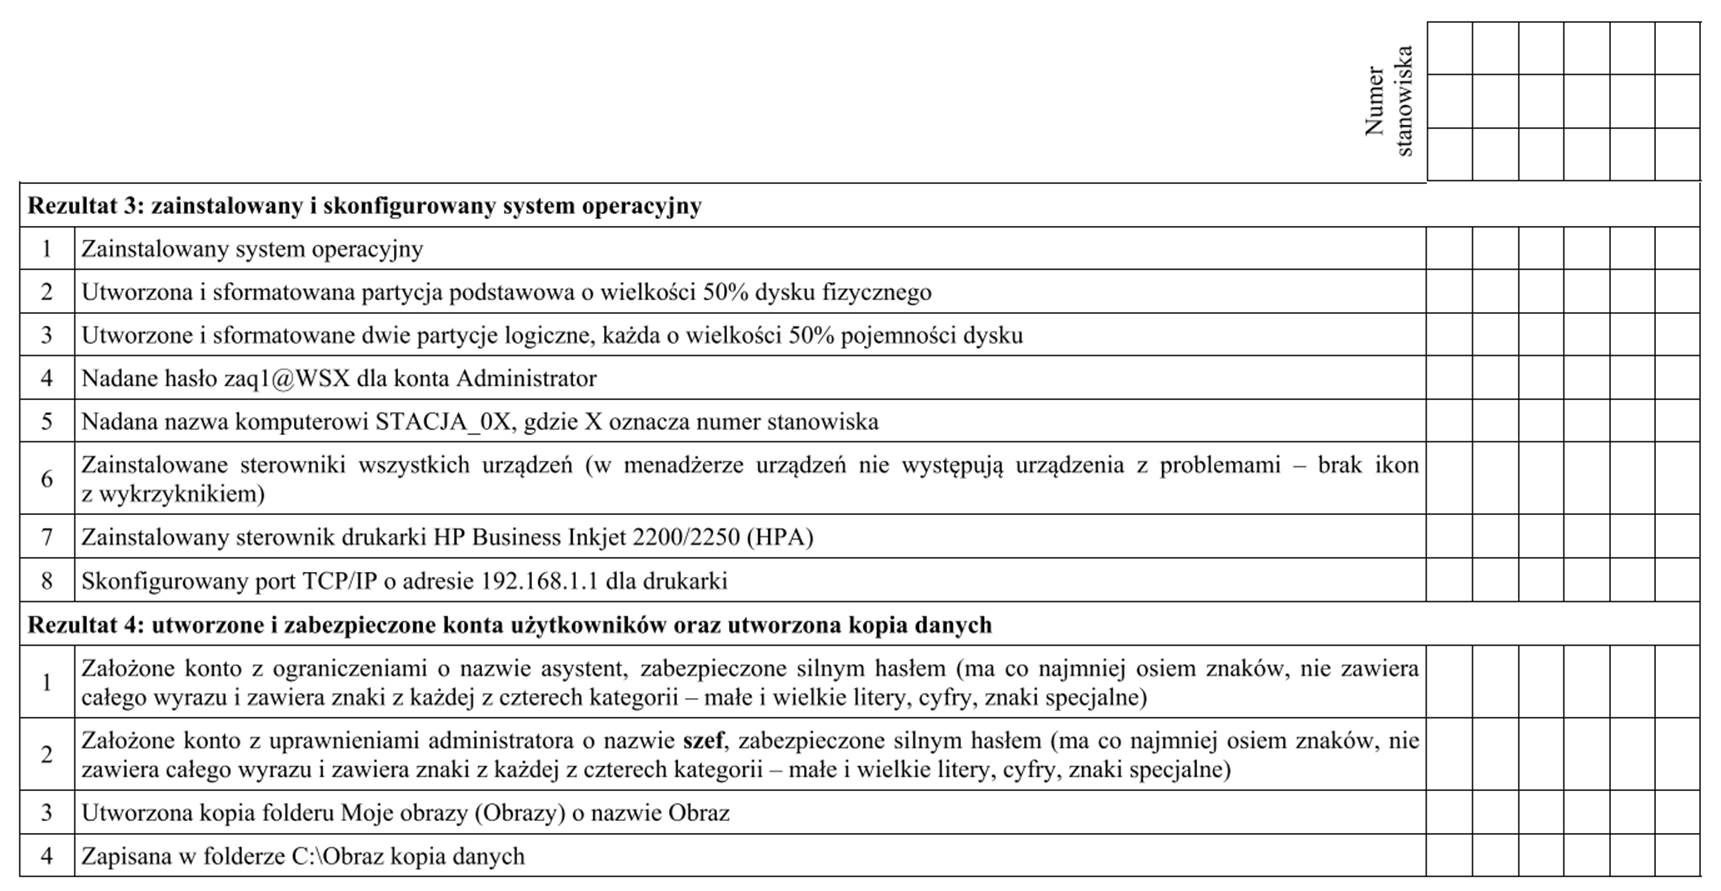 Numer
stanowiska
Rezultat 3: zainstalowany i skonfigurowany system operacyjny
1 Zainstalowany system operacyjny
2 Utworzona i sformatowana partycja podstawowa o wielkości 50% dysku fizycznego
3 Utworzone i sformatowane dwie partycje logiczne, każda o wielkości 50% pojemności dysku
4 Nadane hasło zaq1@WSX dla konta Administrator
5 Nadana nazwa komputerowi STACJA_0X, gdzie X oznacza numer stanowiska
6 Zainstalowane sterowniki wszystkich urządzeń (w menadżerze urządzeń nie występują urządzenia z problemami – brak ikon
z wykrzyknikiem)
7 Zainstalowany sterownik drukarki HP Business Inkjet 2200/2250 (HPA)
8 Skonfigurowany port TCP/IP o adresie 192.168.1.1 dla drukarki
Rezultat 4: utworzone i zabezpieczone konta użytkowników oraz utworzona kopia danych
1 Założone konto z ograniczeniami o nazwie asystent, zabezpieczone silnym hasłem (ma co najmniej osiem znaków, nie zawiera
całego wyrazu i zawiera znaki z każdej z czterech kategorii – małe i wielkie litery, cyfry, znaki specjalne)
2 Założone konto z uprawnieniami administratora o nazwie szef, zabezpieczone silnym hasłem (ma co najmniej osiem znaków, nie
zawiera całego wyrazu i zawiera znaki z każdej z czterech kategorii – małe i wielkie litery, cyfry, znaki specjalne)
3 Utworzona kopia folderu Moje obrazy (Obrazy) o nazwie Obraz
4 Zapisana w folderze C:\Obraz kopia danych